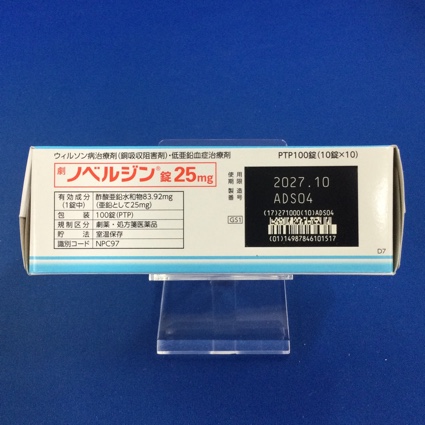 ウィルソン病治療剤(銅吸収阻害剤)・低亜鉛血症治療剤
PTP100錠(10錠×10)
劇 ノベルジン®錠25mg
有効成分(1錠中) 酢酸亜鉛水和物83.92mg(亜鉛として25mg)
包装 100錠(PTP)
規制区分 劇薬・処方箋医薬品
貯法 室温保存
識別コード NPC97
使用期限 2027.10
製造番号 ADS04
(17)271000(10)ADS04
GS1
(01)14987846101517
D7